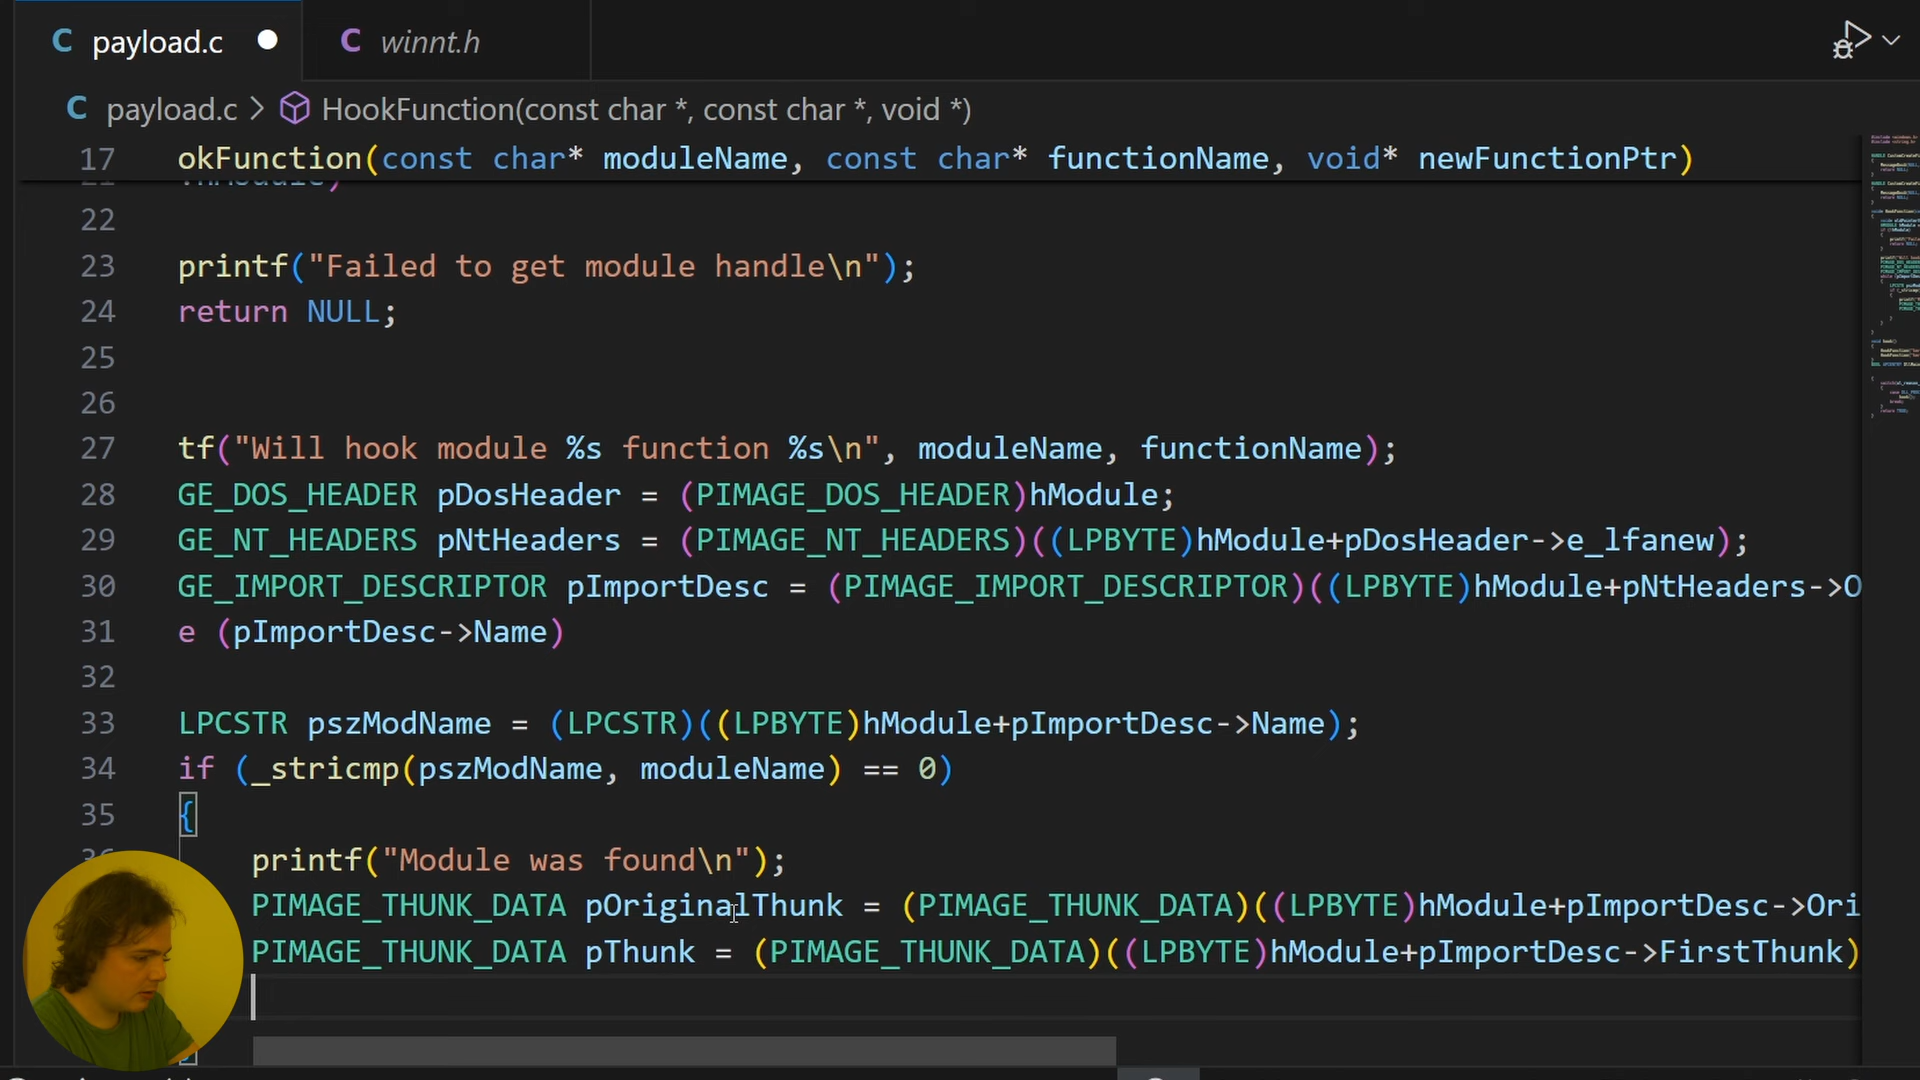 C payload.c
C winnt.h
C payload.c > HookFunction(const char *, const char *, void *)
17 okFunction(const char* moduleName, const char* functionName, void* newFunctionPtr)
22
23 printf("Failed to get module handle\n");
24 return NULL;
25
26
27 tf("Will hook module %s function %s\n", moduleName, functionName);
28 GE_DOS_HEADER pDosHeader = (PIMAGE_DOS_HEADER)hModule;
29 GE_NT_HEADERS pNtHeaders = (PIMAGE_NT_HEADERS)((LPBYTE)hModule+pDosHeader->e_lfanew);
30 GE_IMPORT_DESCRIPTOR pImportDesc = (PIMAGE_IMPORT_DESCRIPTOR)((LPBYTE)hModule+pNtHeaders->O
31 e (pImportDesc->Name)
32
33 LPCSTR pszModName = (LPCSTR)((LPBYTE)hModule+pImportDesc->Name);
34 if (_stricmp(pszModName, moduleName) == 0)
35 {
printf("Module was found\n");
PIMAGE_THUNK_DATA pOriginalThunk = (PIMAGE_THUNK_DATA)((LPBYTE)hModule+pImportDesc->Ori
PIMAGE_THUNK_DATA pThunk = (PIMAGE_THUNK_DATA)((LPBYTE)hModule+pImportDesc->FirstThunk)